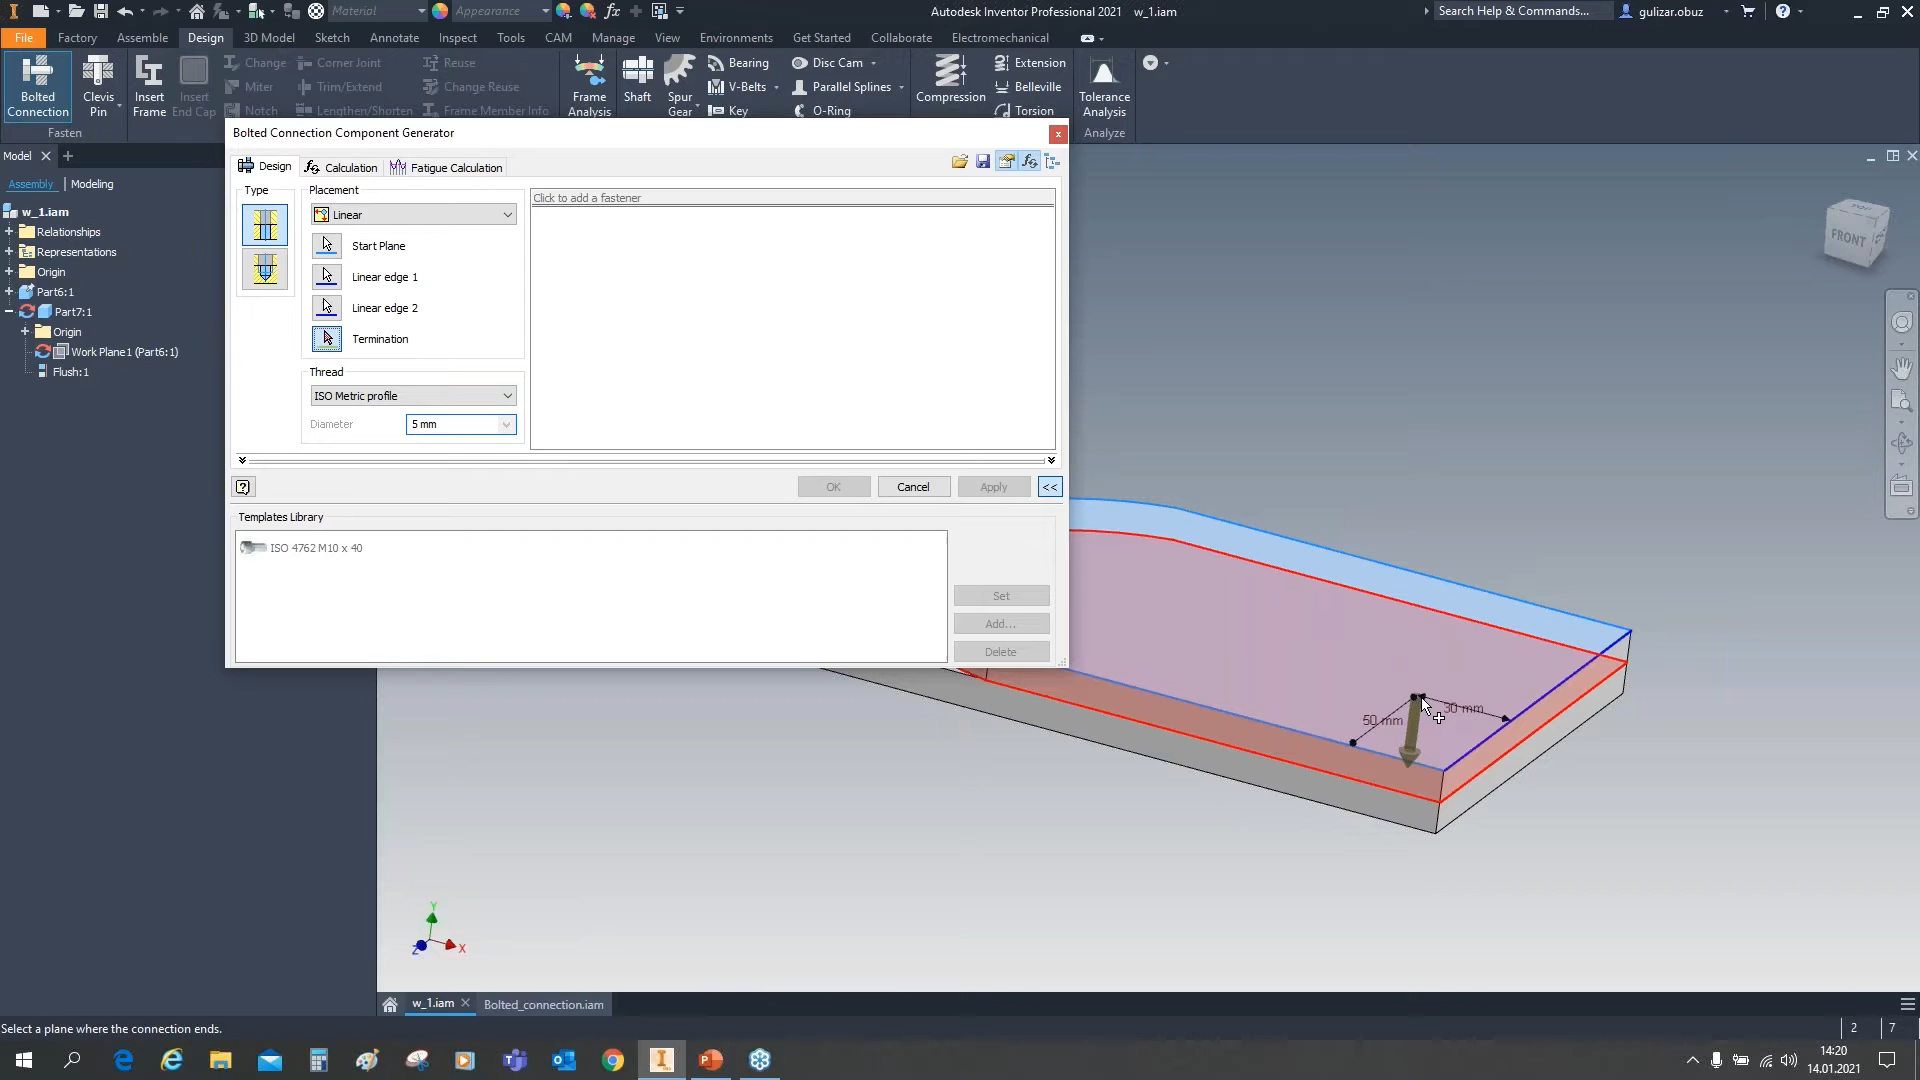 Material
Appearance
Autodesk Inventor Professional 2021 w_1.iam
Search Help & Commands...
gulizar.obuz
File Factory Assemble Design 3D Model Sketch Annotate Inspect Tools CAM Manage View Environments Get Started Collaborate Electromechanical
Bolted Connection
Clevis Pin
Insert Frame
Insert End Cap
Change
Miter
Notch
Corner Joint
Trim/Extend
Lengthen/Shorten
Reuse
Change Reuse
Frame Member Info
Frame Analysis
Shaft
Spur Gear
Bearing
V-Belts
Key
Disc Cam
Parallel Splines
O-Ring
Compression
Extension
Belleville
Torsion
Tolerance Analysis
Fasten
Analyze
Model
Assembly | Modeling
w_1.iam
Relationships
Representations
Origin
Part6:1
Part7:1
Origin
Work Plane1 (Part6:1)
Flush:1
Bolted Connection Component Generator
Design Calculation Fatigue Calculation
Type
Placement
Linear
Start Plane
Linear edge 1
Linear edge 2
Termination
Thread
ISO Metric profile
Diameter
5 mm
Click to add a fastener
OK Cancel Apply <<
Templates Library
ISO 4762 M10 x 40
Set
Add...
Delete
TOP
FRONT
50 mm
30 mm
Y
X
Z
w_1.iam
Bolted_connection.iam
Select a plane where the connection ends.
2 7
14:20
14.01.2021